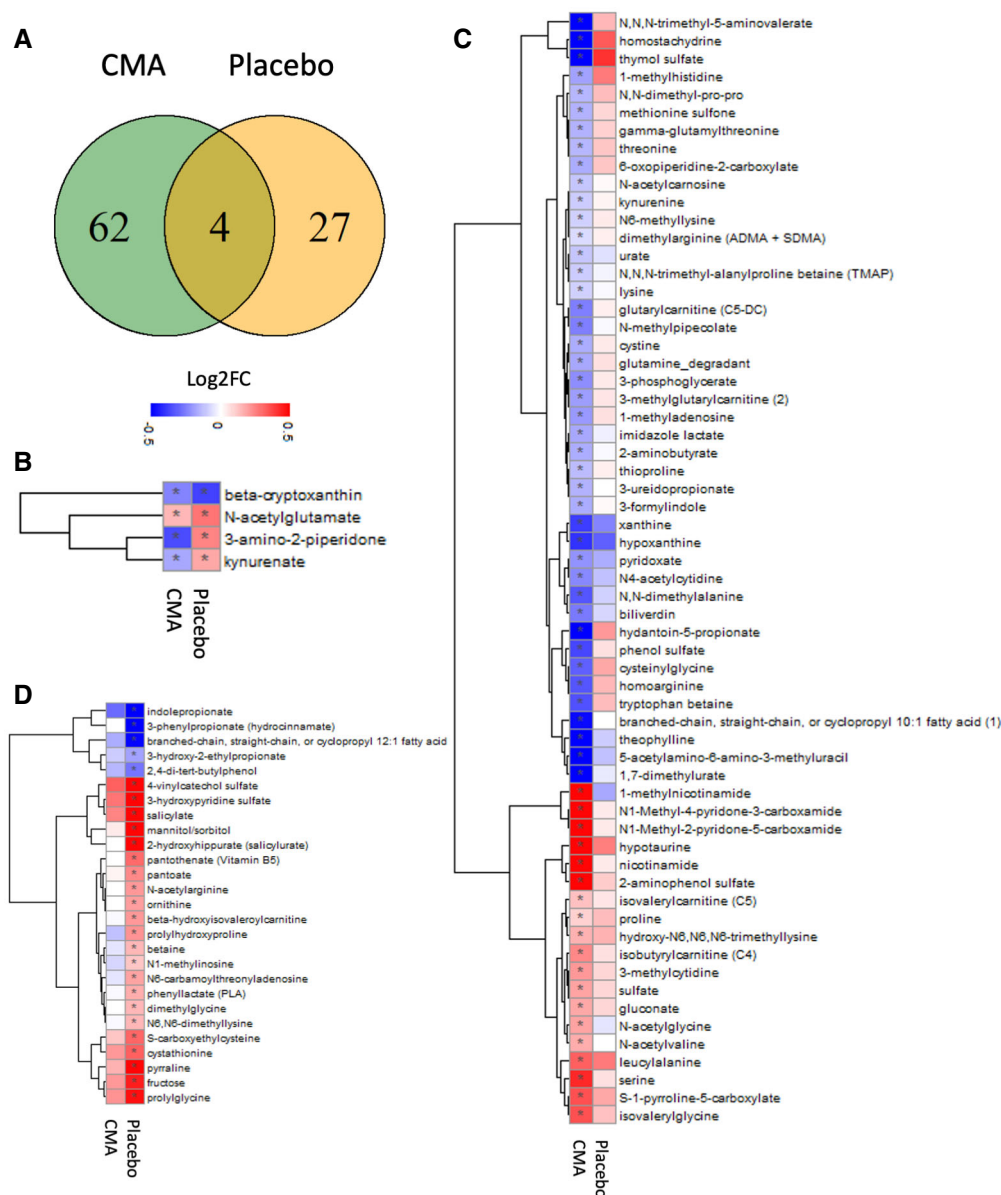 A
CMA
Placebo
62
4
27
Log2FC
-0.5
0.5
B
* * beta-cryptoxanthin
* * N-acetylglutamate
* * 3-amino-2-piperidone
* * kynurenate
CMA
Placebo
C
* N,N,N-trimethyl-5-aminovalerate
* homostachydrine
* thymol sulfate
* 1-methylhistidine
* N,N-dimethyl-pro-pro
* methionine sulfone
* gamma-glutamylthreonine
* threonine
* 6-oxopiperidine-2-carboxylate
* N-acetylcarnosine
* kynurenine
* N6-methyllysine
* dimethylarginine (ADMA + SDMA)
* urate
* N,N,N-trimethyl-alanylproline betaine (TMAP)
* lysine
* glutarylcarnitine (C5-DC)
* N-methylpipecolate
* cystine
* glutamine_degradant
* 3-phosphoglycerate
* 3-methylglutarylcarnitine (2)
* 1-methyladenosine
* imidazole lactate
* 2-aminobutyrate
* thioproline
* 3-ureidopropionate
* 3-formylindole
* xanthine
* hypoxanthine
* pyridoxate
* N4-acetylcytidine
* N,N-dimethylalanine
* biliverdin
* hydantoin-5-propionate
* phenol sulfate
* cysteinylglycine
* homoarginine
* tryptophan betaine
* branched-chain, straight-chain, or cyclopropyl 10:1 fatty acid (1)
* theophylline
* 5-acetylamino-6-amino-3-methyluracil
* 1,7-dimethylurate
* 1-methylnicotinamide
* N1-Methyl-4-pyridone-3-carboxamide
* N1-Methyl-2-pyridone-5-carboxamide
* hypotaurine
* nicotinamide
* 2-aminophenol sulfate
* isovalerylcarnitine (C5)
* proline
* hydroxy-N6,N6,N6-trimethyllysine
* isobutyrylcarnitine (C4)
* 3-methylcytidine
* sulfate
* gluconate
* N-acetylglycine
* N-acetylvaline
* leucylalanine
* serine
* S-1-pyrroline-5-carboxylate
* isovalerylglycine
CMA
Placebo
D
* indolepropionate
* 3-phenylpropionate (hydrocinnamate)
* branched-chain, straight-chain, or cyclopropyl 12:1 fatty acid
* 3-hydroxy-2-ethylpropionate
* 2,4-di-tert-butylphenol
* 4-vinylcatechol sulfate
* 3-hydroxypyridine sulfate
* salicylate
* mannitol/sorbitol
* 2-hydroxyhippurate (salicylurate)
* pantothenate (Vitamin B5)
* pantoate
* N-acetylarginine
* ornithine
* beta-hydroxyisovaleroylcarnitine
* prolylhydroxyproline
* betaine
* N1-methylinosine
* N6-carbamoylthreonyladenosine
* phenyllactate (PLA)
* dimethylglycine
* N6,N6-dimethyllysine
* S-carboxyethylcysteine
* cystathionine
* pyrraline
* fructose
* prolylglycine
CMA
Placebo